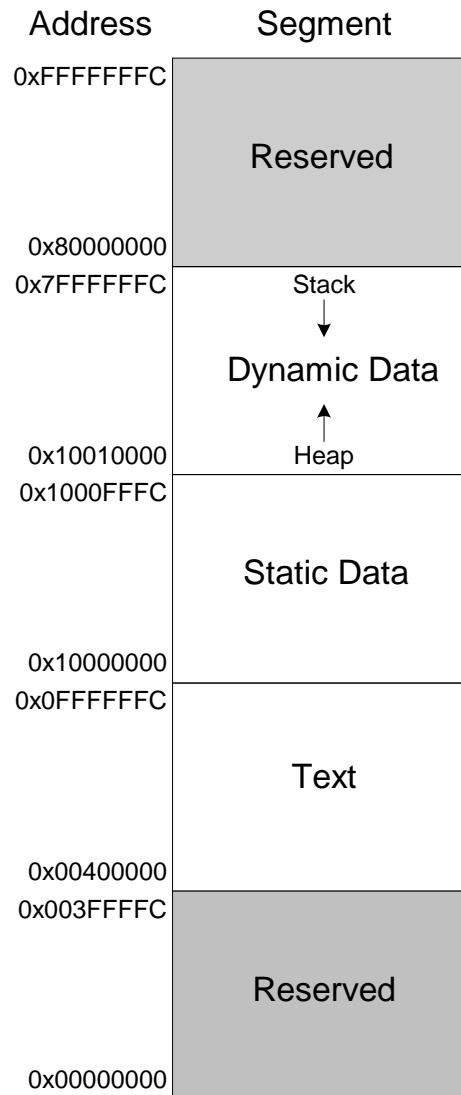 Address Segment
0xFFFFFFFC
Reserved
0x80000000
0x7FFFFFFC Stack
Dynamic Data
0x10010000 Heap
0x1000FFFC
Static Data
0x10000000
0x0FFFFFFC
Text
0x00400000
0x003FFFFC
Reserved
0x00000000